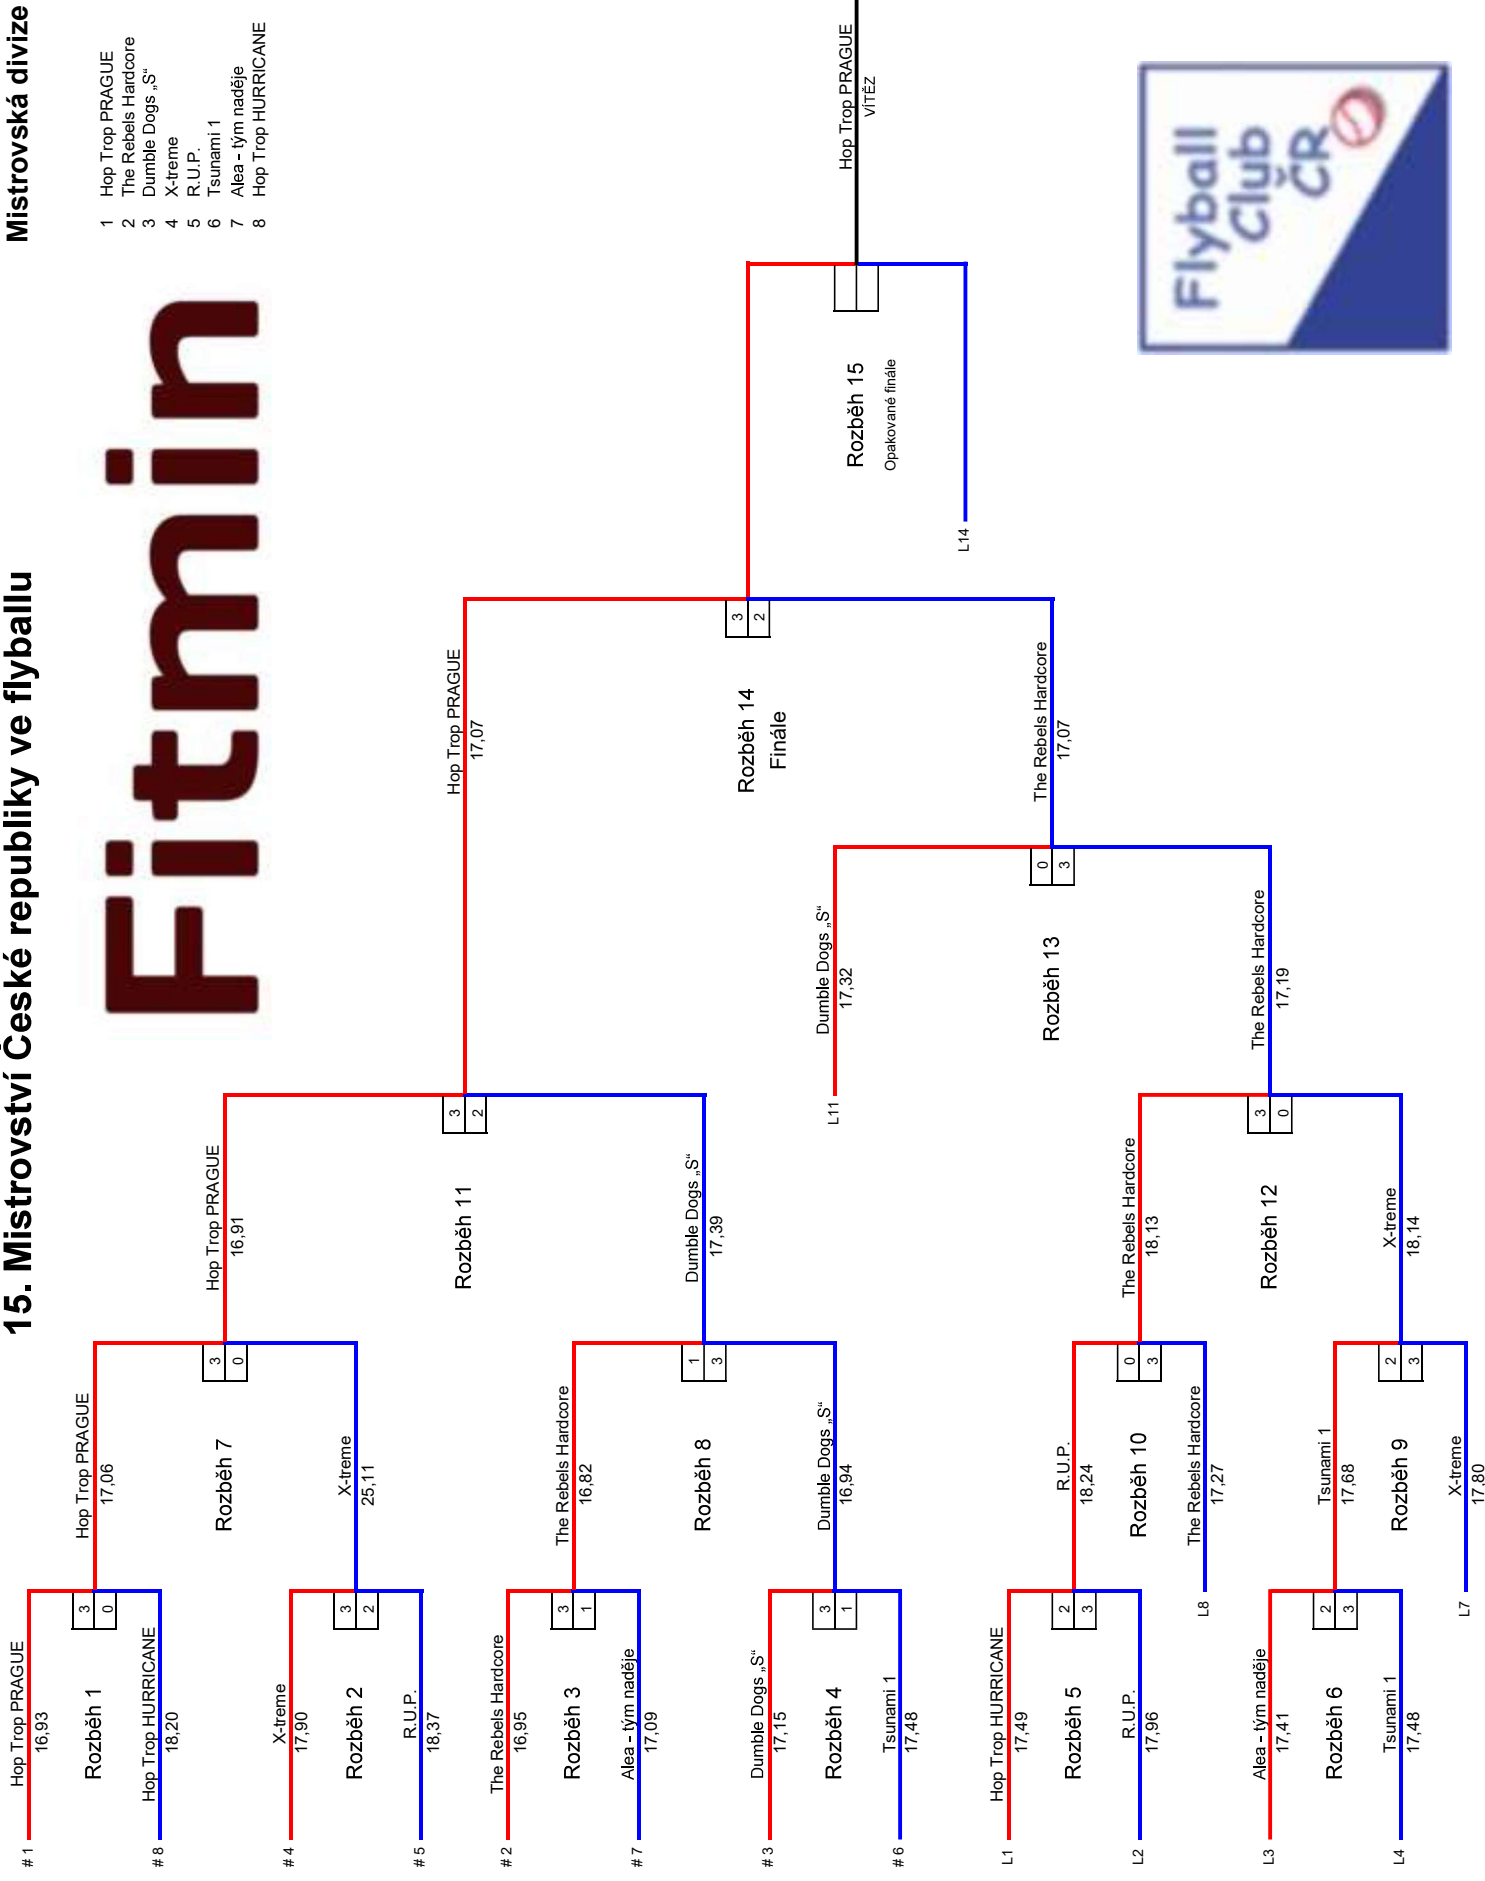 15. Mistrovství České republiky ve flyballu
Mistrovská divize
Fitmin
1 Hop Trop PRAGUE
2 The Rebels Hardcore
3 Dumble Dogs „S“
4 X-treme
5 R.U.P.
6 Tsunami 1
7 Alea - tým naděje
8 Hop Trop HURRICANE
# 1
Hop Trop PRAGUE
16,93
Rozběh 1
3
0
# 8
Hop Trop HURRICANE
18,20
# 4
X-treme
17,90
Rozběh 2
3
2
# 5
R.U.P.
18,37
# 2
The Rebels Hardcore
16,95
Rozběh 3
3
1
# 7
Alea - tým naděje
17,09
# 3
Dumble Dogs „S“
17,15
Rozběh 4
3
1
# 6
Tsunami 1
17,48
L1
Hop Trop HURRICANE
17,49
Rozběh 5
2
3
L2
R.U.P.
17,96
L3
Alea - tým naděje
17,41
Rozběh 6
2
3
L4
Tsunami 1
17,48
Hop Trop PRAGUE
17,06
Rozběh 7
3
0
X-treme
25,11
The Rebels Hardcore
16,82
Rozběh 8
1
3
Dumble Dogs „S“
16,94
R.U.P.
18,24
Rozběh 10
0
3
L8
The Rebels Hardcore
17,27
Tsunami 1
17,68
Rozběh 9
2
3
L7
X-treme
17,80
Hop Trop PRAGUE
16,91
Rozběh 11
3
2
Dumble Dogs „S“
17,39
The Rebels Hardcore
18,13
Rozběh 12
3
0
X-treme
18,14
L11
Dumble Dogs „S“
17,32
Rozběh 13
0
3
The Rebels Hardcore
17,19
Hop Trop PRAGUE
17,07
Rozběh 14
Finále
3
2
The Rebels Hardcore
17,07
Rozběh 15
Opakované finále
L14
Hop Trop PRAGUE
VÍTĚZ
Flyball
Club
ČR